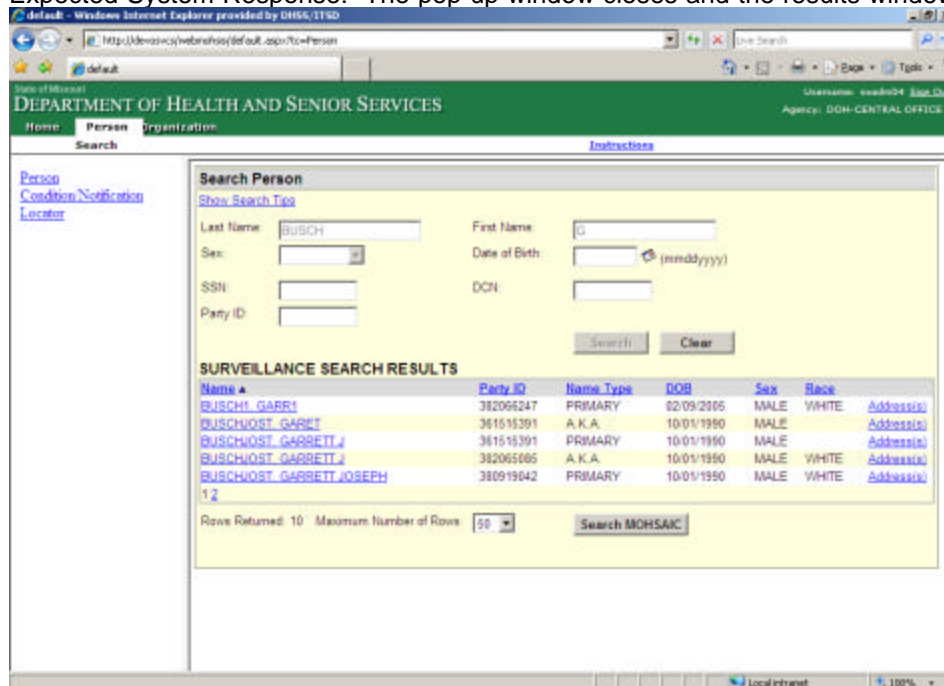 Expected System Response: The pop up window closes and the results window
default - Windows Internet Explorer provided by DHSS/ITSD
default
Live Search
Page Tools
State of Missouri
DEPARTMENT OF HEALTH AND SENIOR SERVICES
Username: Sign
Agency: DOH-CENTRAL OFFICE
Home Person Organization
Search Instructions
Person
Condition/Notification
Locator
Search Person
Show Search Tips
Last Name: BUSCH First Name: G
Sex: Date of Birth: (mmddyyyy)
SSN: DCN:
Party ID:
Search Clear
SURVEILLANCE SEARCH RESULTS
Name Party ID Name Type DOB Sex Race
BUSCH1, GARR1 382066247 PRIMARY 02/09/2005 MALE WHITE Address(s)
BUSCHJOST, GARET 361515391 A.K.A. 10/01/1990 MALE Address(s)
BUSCHJOST, GARRETT J 361515391 PRIMARY 10/01/1990 MALE Address(s)
BUSCHJOST, GARRETT J 382065085 A.K.A. 10/01/1990 MALE WHITE Address(s)
BUSCHJOST, GARRETT JOSEPH 380919042 PRIMARY 10/01/1990 MALE WHITE Address(s)
1 2
Rows Returned: 10 Maximum Number of Rows 50 Search MOHSAIC
Local intranet 100%